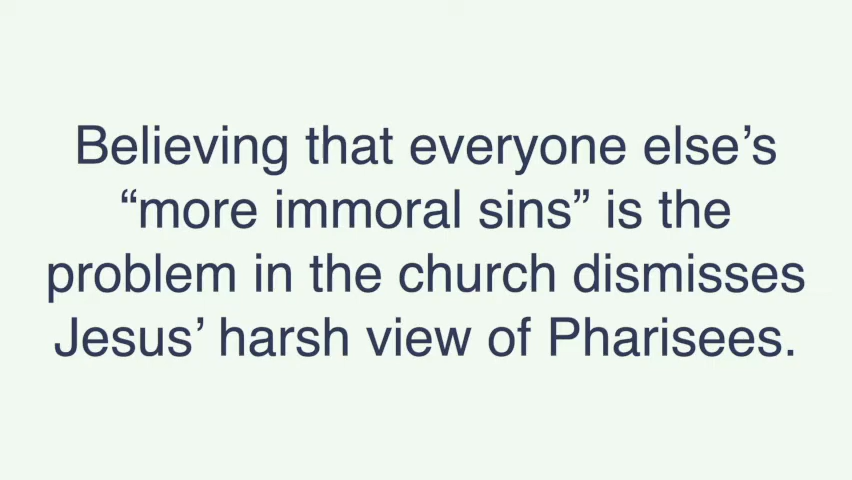 Believing that everyone else’s
“more immoral sins” is the
problem in the church dismisses
Jesus’ harsh view of Pharisees.